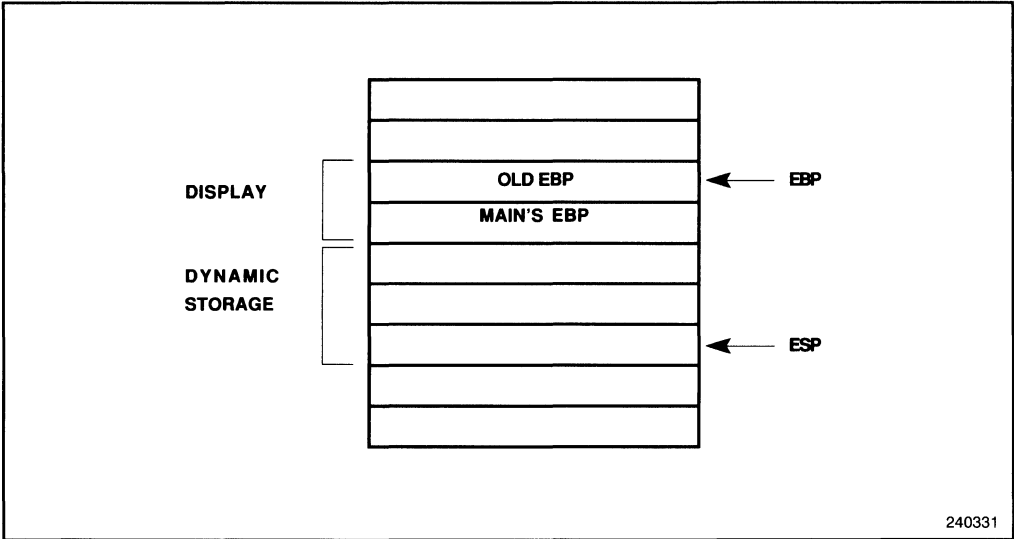 OLD EBP
EBP
DISPLAY
MAIN'S EBP
DYNAMIC
STORAGE
ESP
240331